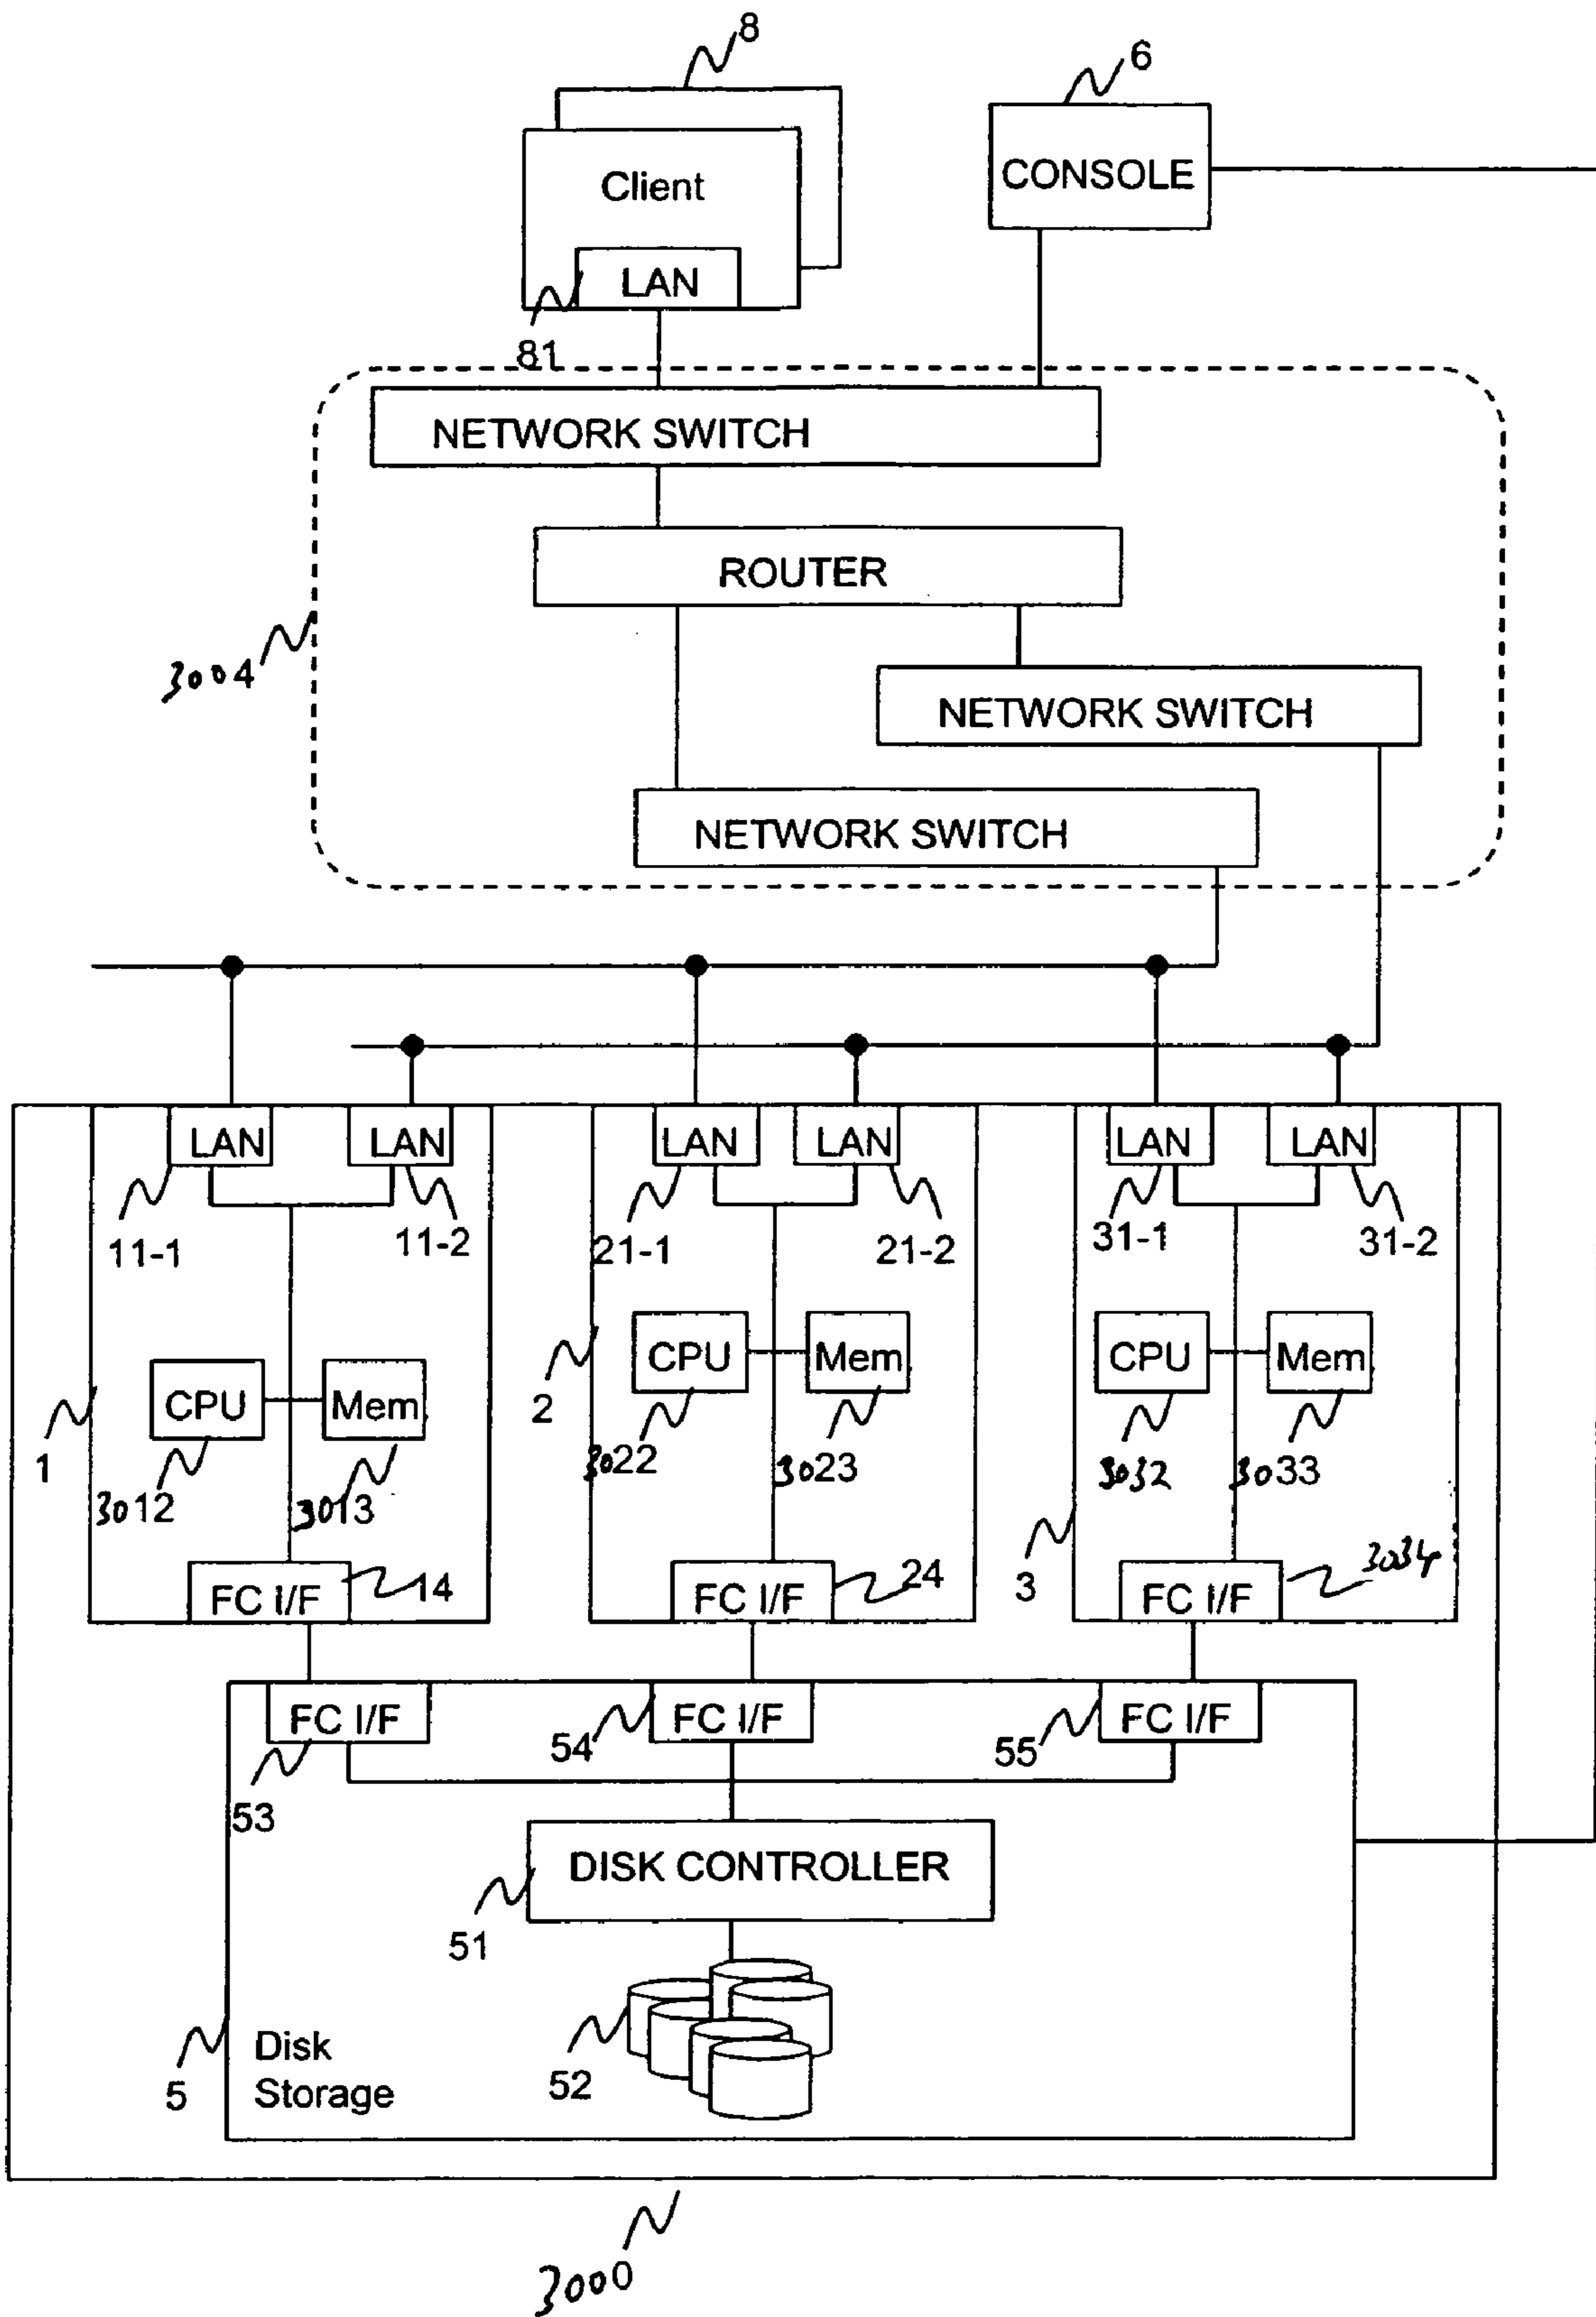 8
6
Client
CONSOLE
LAN
81
NETWORK SWITCH
ROUTER
3004
NETWORK SWITCH
NETWORK SWITCH
LAN LAN LAN LAN LAN LAN
11-1 11-2 21-1 21-2 31-1 31-2
CPU Mem CPU Mem CPU Mem
1 2
3012 3013 3022 3023 3032 3033
3
FC I/F 14 FC I/F 24 FC I/F 3034
FC I/F FC I/F FC I/F
53 54 55
DISK CONTROLLER
51
52
5
Disk
Storage
3000